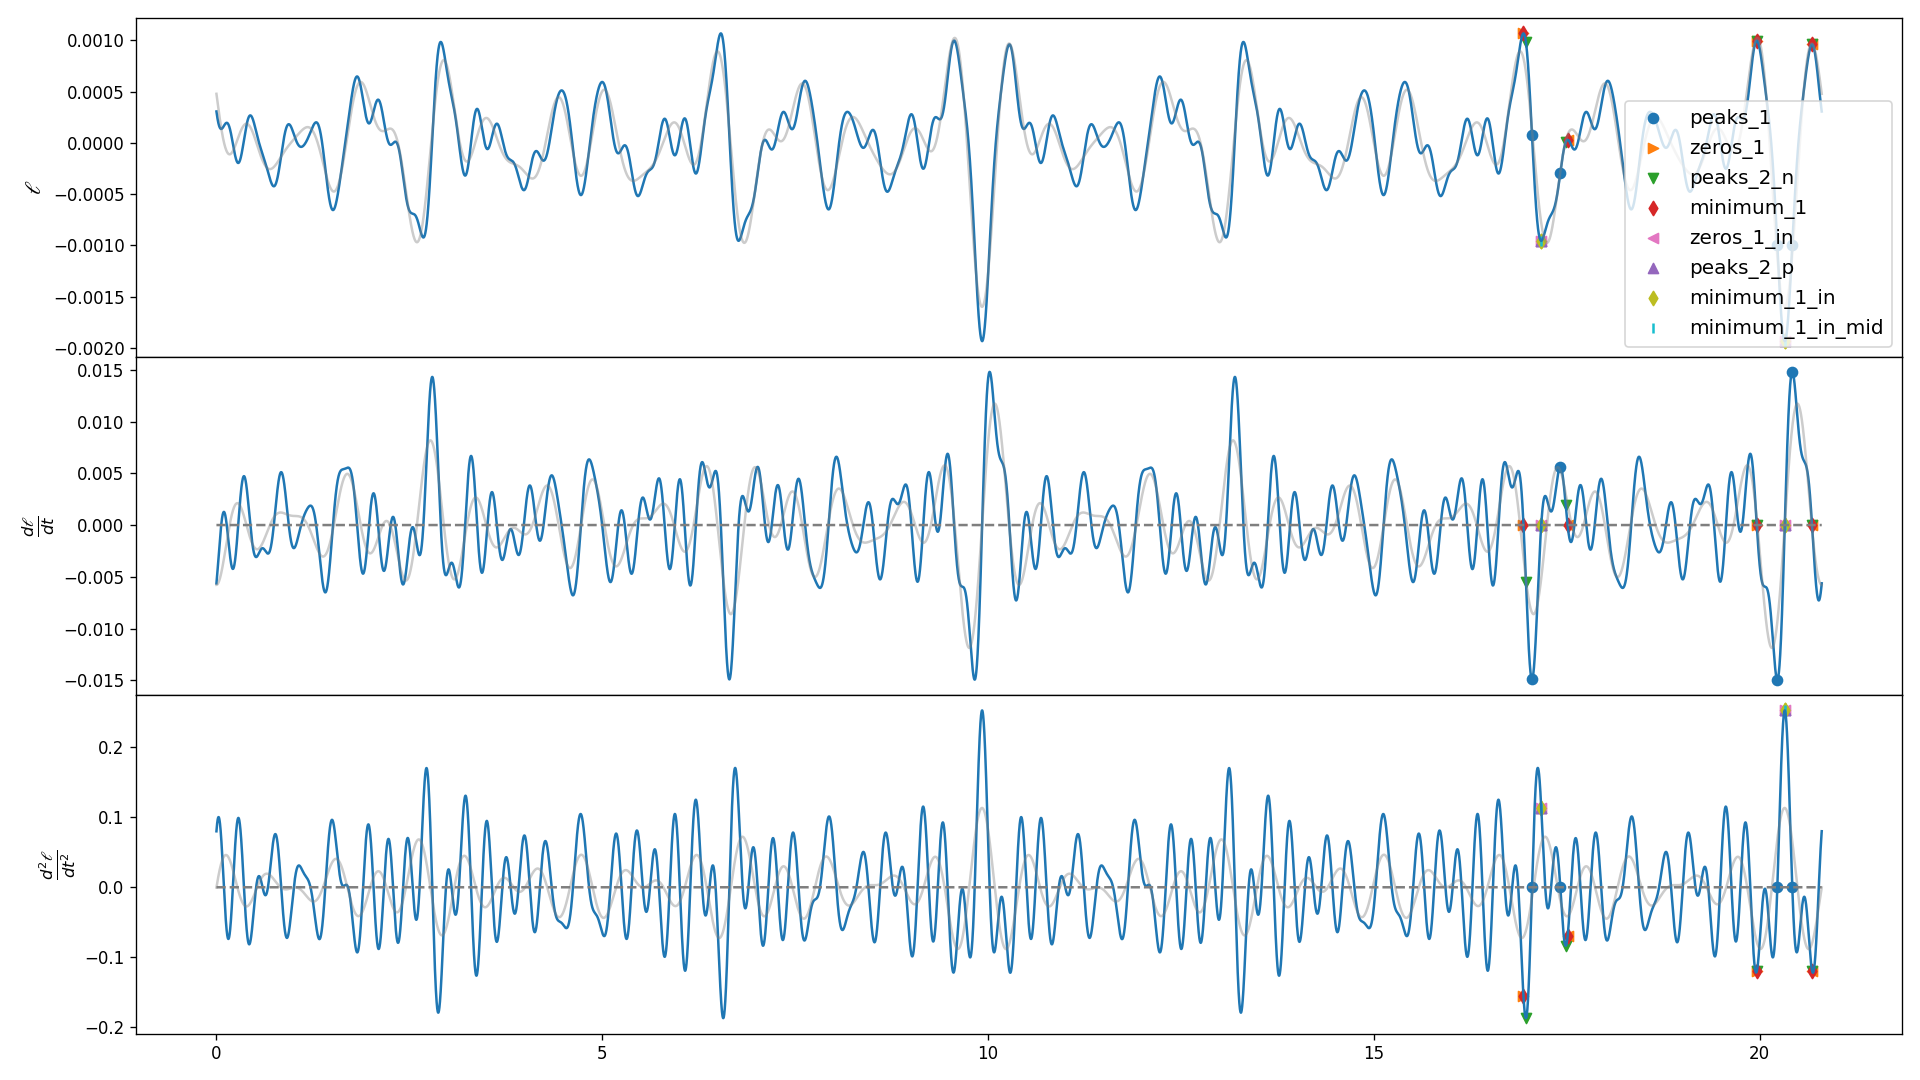 0.0010
0.0005
0.0000
−0.0005
−0.0010
−0.0015
−0.0020
ℓ
peaks_1
zeros_1
peaks_2_n
minimum_1
zeros_1_in
peaks_2_p
minimum_1_in
minimum_1_in_mid
0.015
0.010
0.005
0.000
−0.005
−0.010
−0.015
dℓ
dt
0.2
0.1
0.0
−0.1
−0.2
d²ℓ
dt²
0 5 10 15 20